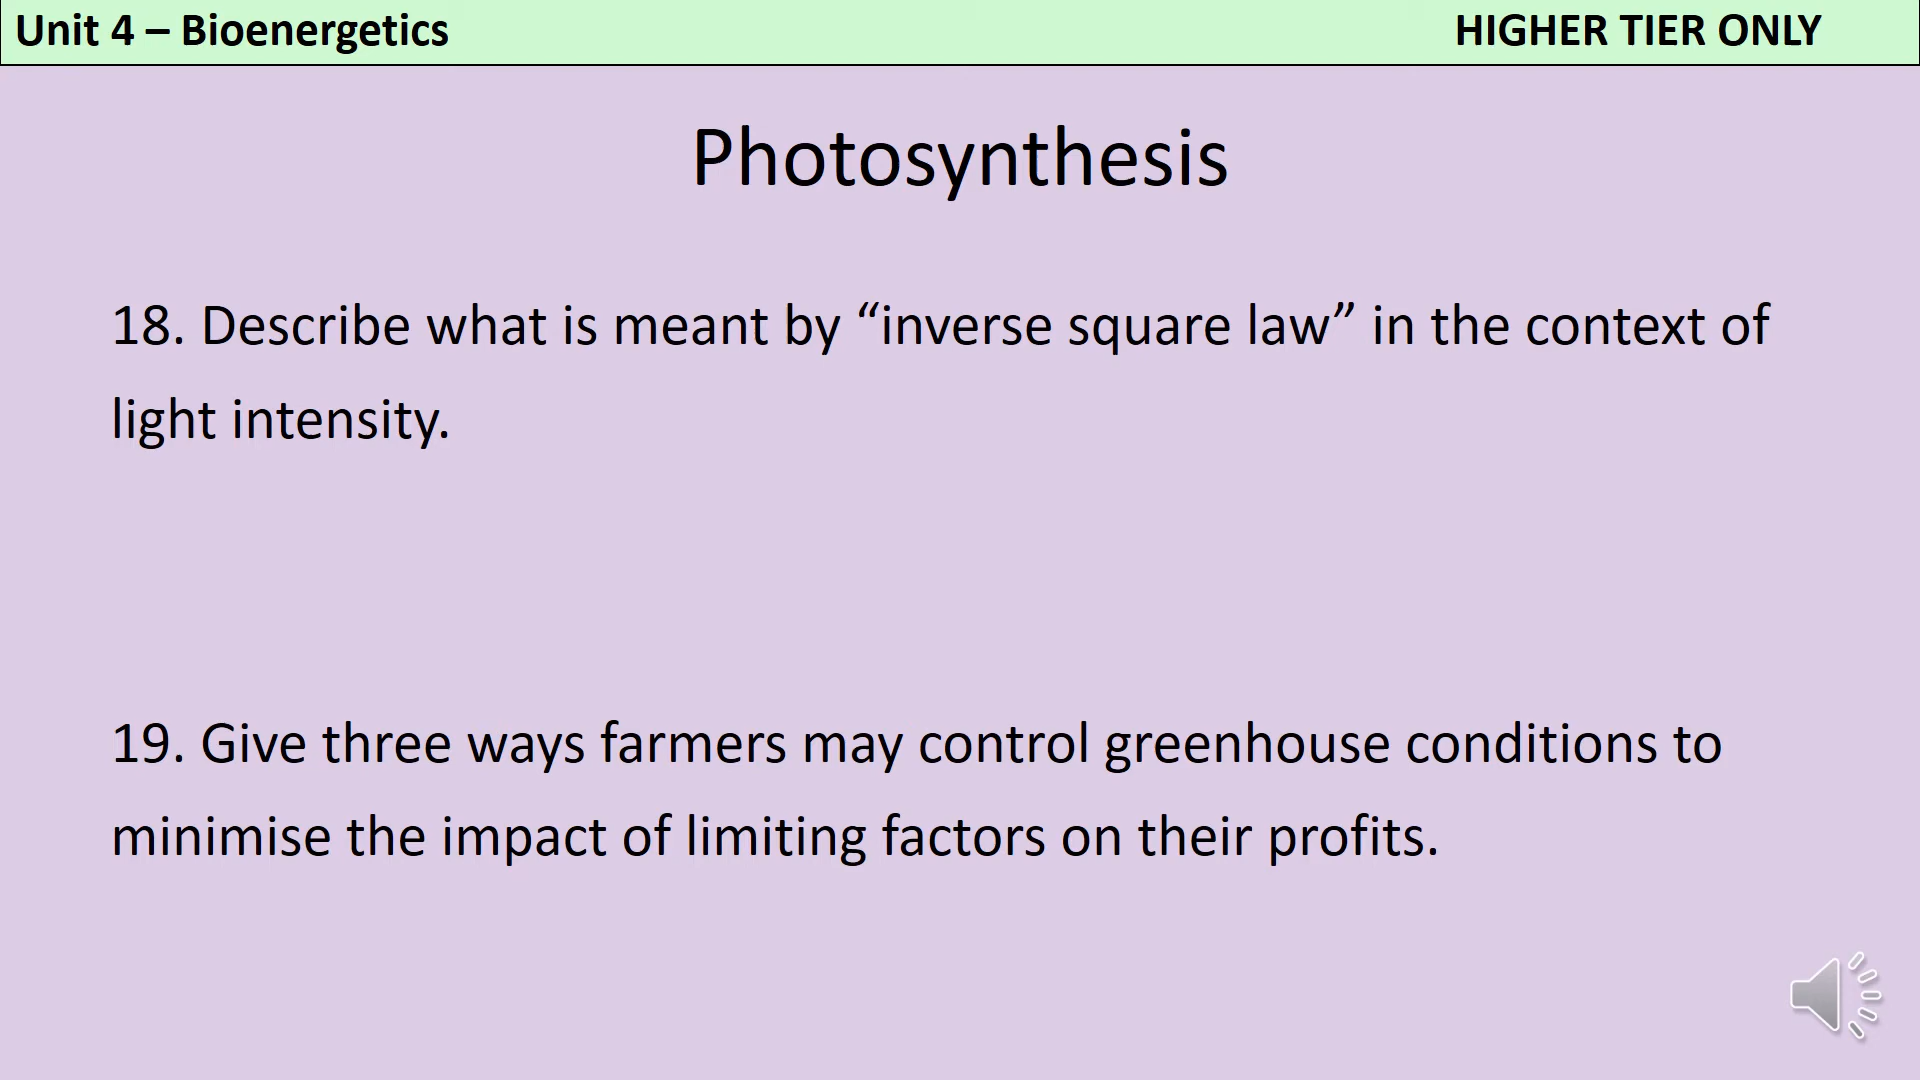 Unit 4 – Bioenergetics
HIGHER TIER ONLY
Photosynthesis
18. Describe what is meant by “inverse square law” in the context of
light intensity.
19. Give three ways farmers may control greenhouse conditions to
minimise the impact of limiting factors on their profits.